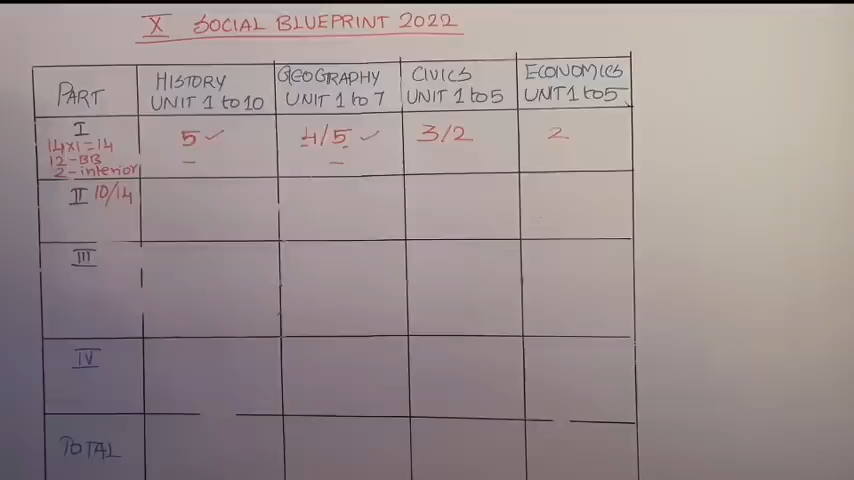 X SOCIAL BLUEPRINT 2022
PART
HISTORY
UNIT 1 to 10
GEOGRAPHY
UNIT 1 to 7
CIVICS
UNIT 1 to 5
ECONOMICS
UNIT 1 to 5
I
14x1=14
12-BB
2-interior
5 ✓
–
4/5 ✓
–
3/2
2
II 10/14
III
IV
TOTAL